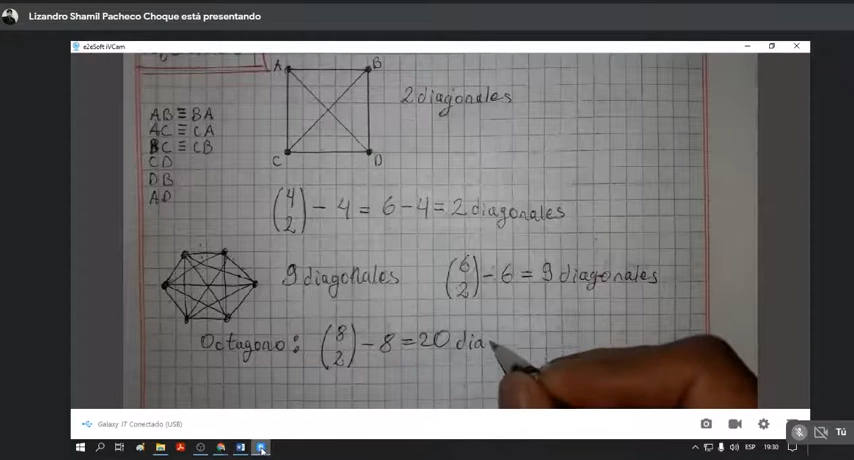 Lizandro Shamil Pacheco Choque está presentando
e2eSoft iVCam
A B
2 diagonales
AB ≡ BA
AC ≡ CA
BC ≡ CB
CD
DB
AD
C D
(4 2) - 4 = 6 - 4 = 2 diagonales
9 diagonales (6 2) - 6 = 9 diagonales
Octagono: (8 2) - 8 = 20 dia
Galaxy J7 Conectado (USB)
Tú
ESP 19:30